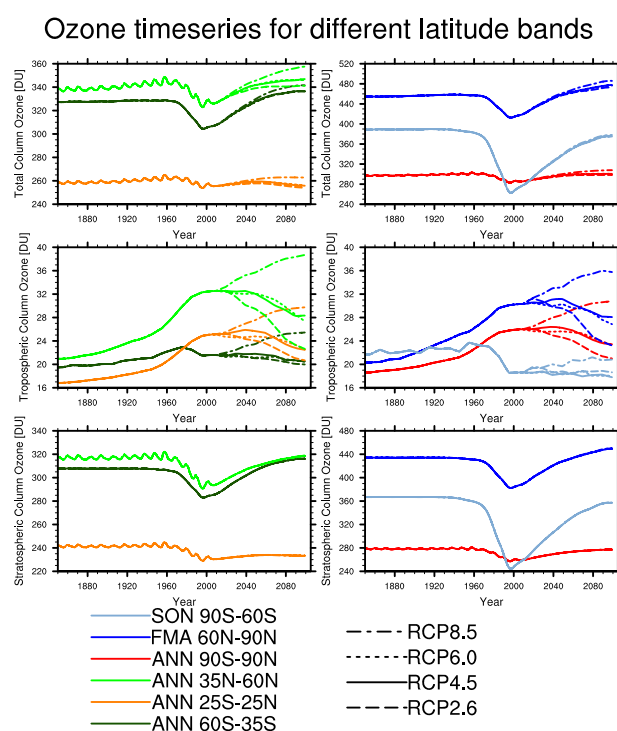 Ozone timeseries for different latitude bands
Total Column Ozone [DU]
360
340
320
300
280
260
240
1880 1920 1960 2000 2040 2080
Year
Total Column Ozone [DU]
520
480
440
400
360
320
280
240
1880 1920 1960 2000 2040 2080
Year
Tropospheric Column Ozone [DU]
40
36
32
28
24
20
16
1880 1920 1960 2000 2040 2080
Year
Tropospheric Column Ozone [DU]
40
36
32
28
24
20
16
1880 1920 1960 2000 2040 2080
Year
Stratospheric Column Ozone [DU]
340
320
300
280
260
240
220
1880 1920 1960 2000 2040 2080
Year
Stratospheric Column Ozone [DU]
480
440
400
360
320
280
240
1880 1920 1960 2000 2040 2080
Year
SON 90S-60S
FMA 60N-90N
ANN 90S-90N
ANN 35N-60N
ANN 25S-25N
ANN 60S-35S
RCP8.5
RCP6.0
RCP4.5
RCP2.6